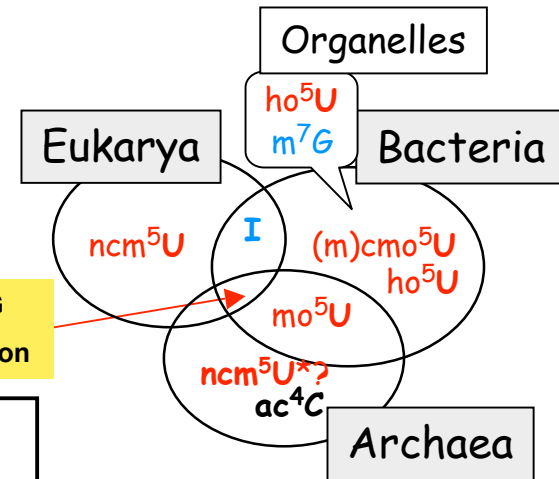 Organelles
ho⁵U
m⁷G
Eukarya
Bacteria
ncm⁵U
I
(m)cmo⁵U
ho⁵U
mo⁵U
on
ncm⁵U*?
ac⁴C
Archaea